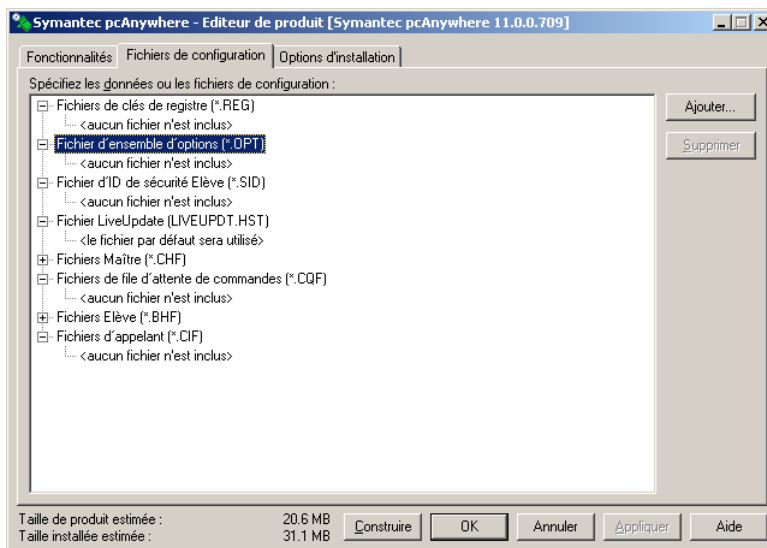 Symantec pcAnywhere - Editeur de produit [Symantec pcAnywhere 11.0.0.709]
Fonctionnalités Fichiers de configuration Options d'installation
Spécifiez les données ou les fichiers de configuration :
Fichiers de clés de registre (*.REG)
<aucun fichier n'est inclus>
Fichier d'ensemble d'options (*.OPT)
<aucun fichier n'est inclus>
Fichier d'ID de sécurité Elève (*.SID)
<aucun fichier n'est inclus>
Fichier LiveUpdate (LIVEUPDT.HST)
<le fichier par défaut sera utilisé>
Fichiers Maître (*.CHF)
Fichiers de file d'attente de commandes (*.CQF)
<aucun fichier n'est inclus>
Fichiers Elève (*.BHF)
Fichiers d'appelant (*.CIF)
<aucun fichier n'est inclus>
Ajouter...
Supprimer
Taille de produit estimée : 20.6 MB
Taille installée estimée : 31.1 MB
Construire OK Annuler Appliquer Aide